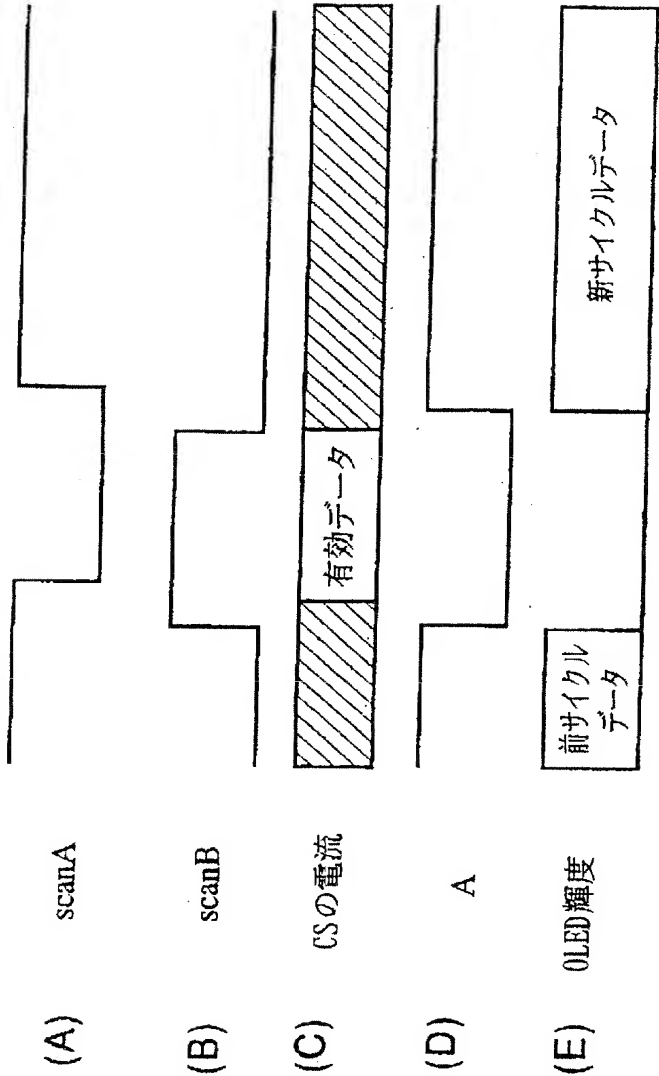 (A)
scanA
(B)
scanB
(C)
CSの電流
有効データ
(D)
A
(E)
OLED輝度
前サイクル
データ
新サイクルデータ